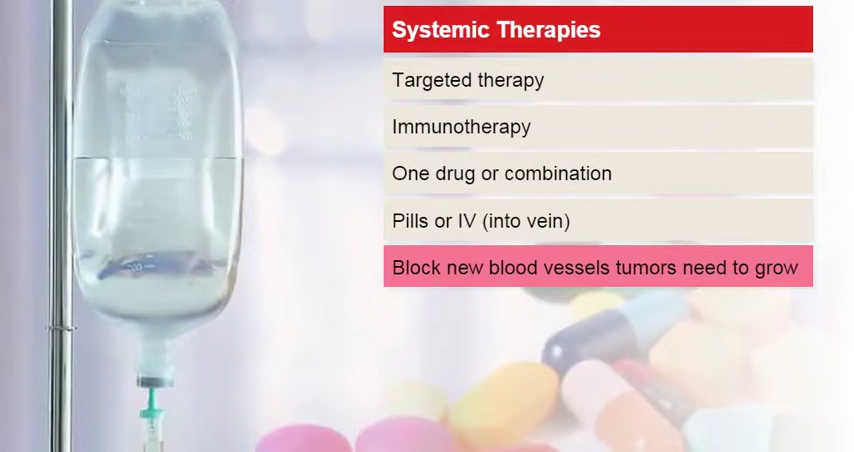 Systemic Therapies
Targeted therapy
Immunotherapy
One drug or combination
Pills or IV (into vein)
Block new blood vessels tumors need to grow